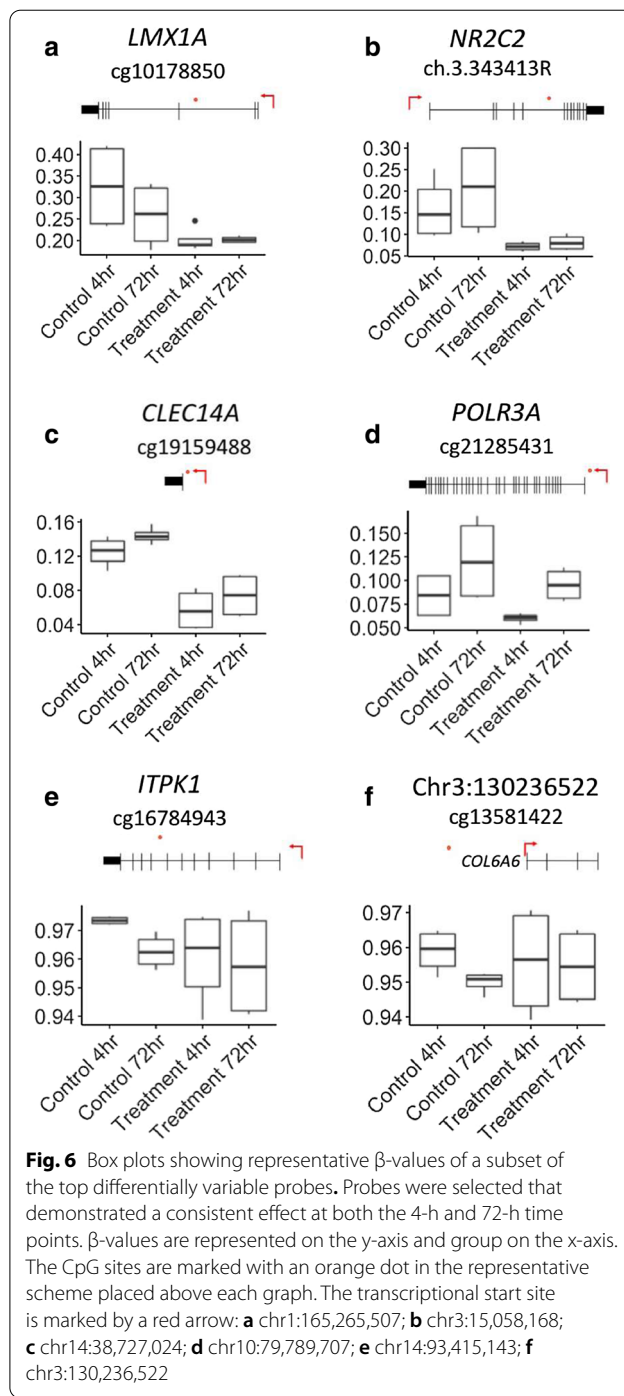 a
LMX1A
cg10178850
0.40
0.35
0.30
0.25
0.20
Control 4hr
Control 72hr
Treatment 4hr
Treatment 72hr
b
NR2C2
ch.3.343413R
0.30
0.25
0.20
0.15
0.10
0.05
Control 4hr
Control 72hr
Treatment 4hr
Treatment 72hr
c
CLEC14A
cg19159488
0.16
0.12
0.08
0.04
Control 4hr
Control 72hr
Treatment 4hr
Treatment 72hr
d
POLR3A
cg21285431
0.150
0.125
0.100
0.075
0.050
Control 4hr
Control 72hr
Treatment 4hr
Treatment 72hr
e
ITPK1
cg16784943
0.97
0.96
0.95
0.94
Control 4hr
Control 72hr
Treatment 4hr
Treatment 72hr
f
Chr3:130236522
cg13581422
COL6A6
0.97
0.96
0.95
0.94
Control 4hr
Control 72hr
Treatment 4hr
Treatment 72hr
Fig. 6 Box plots showing representative β-values of a subset of
the top differentially variable probes. Probes were selected that
demonstrated a consistent effect at both the 4-h and 72-h time
points. β-values are represented on the y-axis and group on the x-axis.
The CpG sites are marked with an orange dot in the representative
scheme placed above each graph. The transcriptional start site
is marked by a red arrow: a chr1:165,265,507; b chr3:15,058,168;
c chr14:38,727,024; d chr10:79,789,707; e chr14:93,415,143; f
chr3:130,236,522